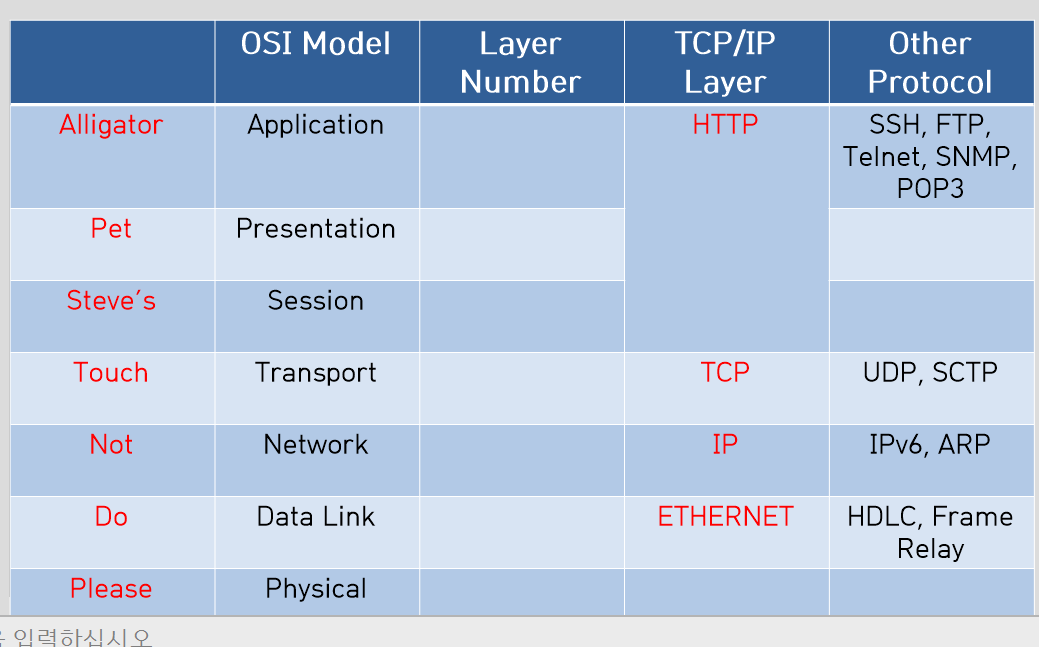 OSI Model
Layer
Number
TCP/IP
Layer
Other
Protocol
Alligator
Application
HTTP
SSH, FTP,
Telnet, SNMP,
POP3
Pet
Presentation
Steve's
Session
Touch
Transport
TCP
UDP, SCTP
Not
Network
IP
IPv6, ARP
Do
Data Link
ETHERNET
HDLC, Frame
Relay
Please
Physical
입력하십시오